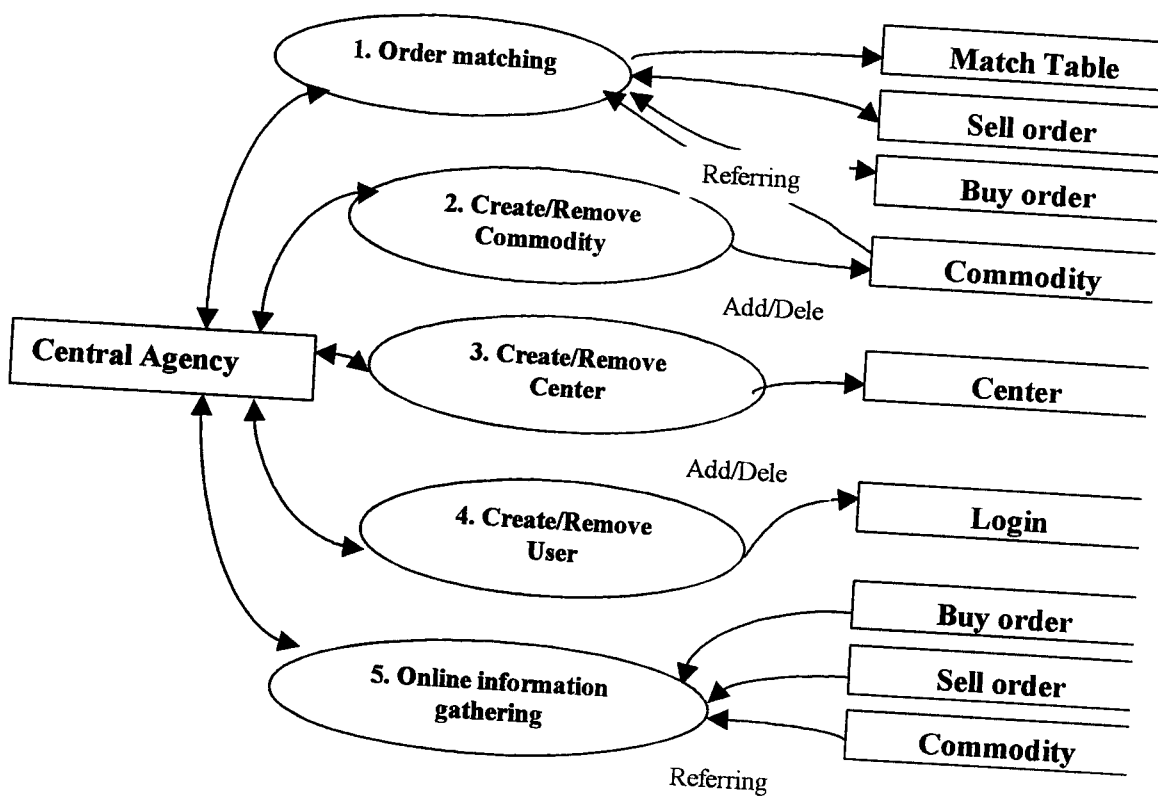 1. Order matching
Match Table
Sell order
Referring
Buy order
2. Create/Remove
Commodity
Commodity
Add/Dele
Central Agency
3. Create/Remove
Center
Center
Add/Dele
4. Create/Remove
User
Login
Buy order
5. Online information
gathering
Sell order
Commodity
Referring